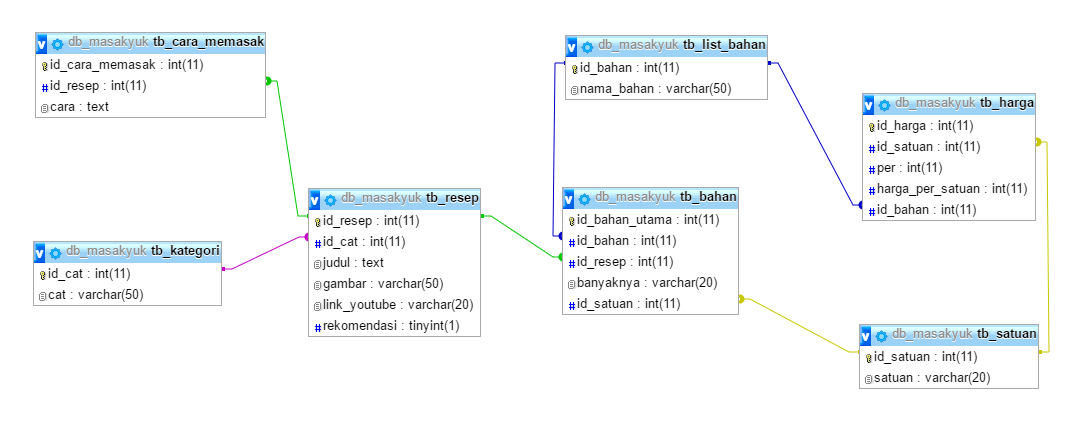 db_masakyuk tb_cara_memasak
id_cara_memasak : int(11)
id_resep : int(11)
cara : text
db_masakyuk tb_kategori
id_cat : int(11)
cat : varchar(50)
db_masakyuk tb_resep
id_resep : int(11)
id_cat : int(11)
judul : text
gambar : varchar(50)
link_youtube : varchar(20)
rekomendasi : tinyint(1)
db_masakyuk tb_list_bahan
id_bahan : int(11)
nama_bahan : varchar(50)
db_masakyuk tb_bahan
id_bahan_utama : int(11)
id_bahan : int(11)
id_resep : int(11)
banyaknya : varchar(20)
id_satuan : int(11)
db_masakyuk tb_harga
id_harga : int(11)
id_satuan : int(11)
per : int(11)
harga_per_satuan : int(11)
id_bahan : int(11)
db_masakyuk tb_satuan
id_satuan : int(11)
satuan : varchar(20)